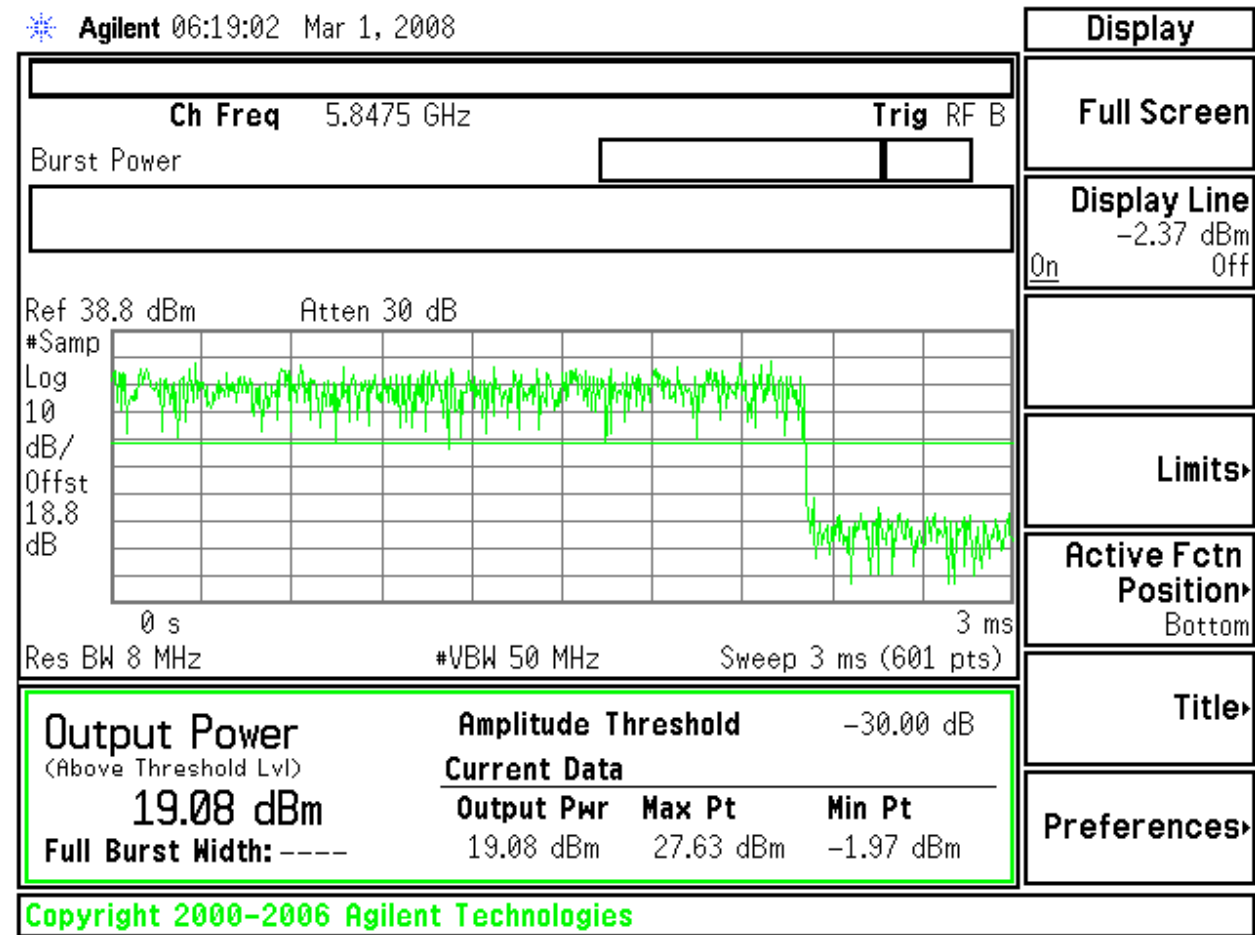 Agilent 06:19:02 Mar 1, 2008
Display
Ch Freq 5.8475 GHz Trig RF B
Burst Power
Full Screen
Display Line
-2.37 dBm
On Off
Ref 38.8 dBm Atten 30 dB
#Samp
Log
10
dB/
Offst
18.8
dB
0 s 3 ms
Res BW 8 MHz #VBW 50 MHz Sweep 3 ms (601 pts)
Limits
Active Fctn
Position
Bottom
Title
Preferences
Output Power
(Above Threshold Lvl)
19.08 dBm
Full Burst Width: ----
Amplitude Threshold -30.00 dB
Current Data
Output Pwr Max Pt Min Pt
19.08 dBm 27.63 dBm -1.97 dBm
Copyright 2000-2006 Agilent Technologies